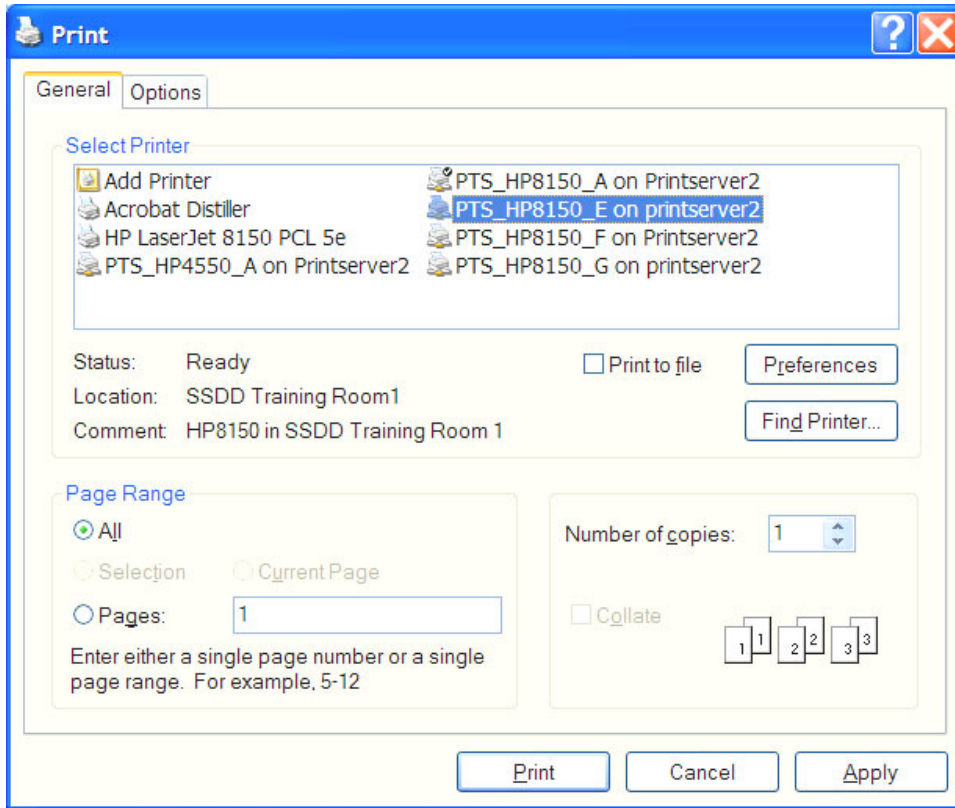 Print
General
Options
Select Printer
Add Printer
Acrobat Distiller
HP LaserJet 8150 PCL 5e
PTS_HP4550_A on Printserver2
PTS_HP8150_A on Printserver2
PTS_HP8150_E on printserver2
PTS_HP8150_F on Printserver2
PTS_HP8150_G on printserver2
Status: Ready
Location: SSDD Training Room1
Comment: HP8150 in SSDD Training Room 1
Print to file
Preferences
Find Printer...
Page Range
All
Selection
Current Page
Pages: 1
Enter either a single page number or a single
page range. For example, 5-12
Number of copies: 1
Collate
1 1 2 2 3 3
Print
Cancel
Apply